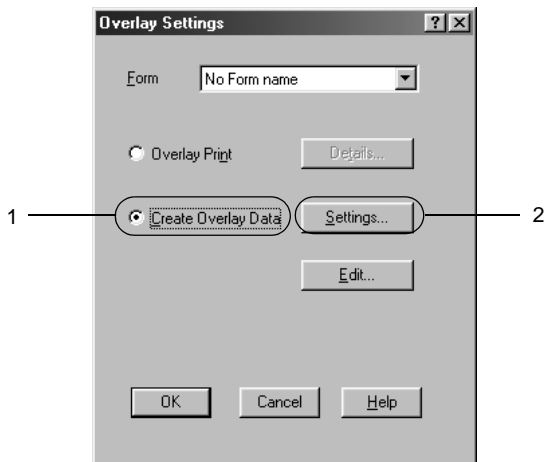 Overlay Settings
Form No Form name
Overlay Print Details...
1 Create Overlay Data Settings... 2
Edit...
OK Cancel Help